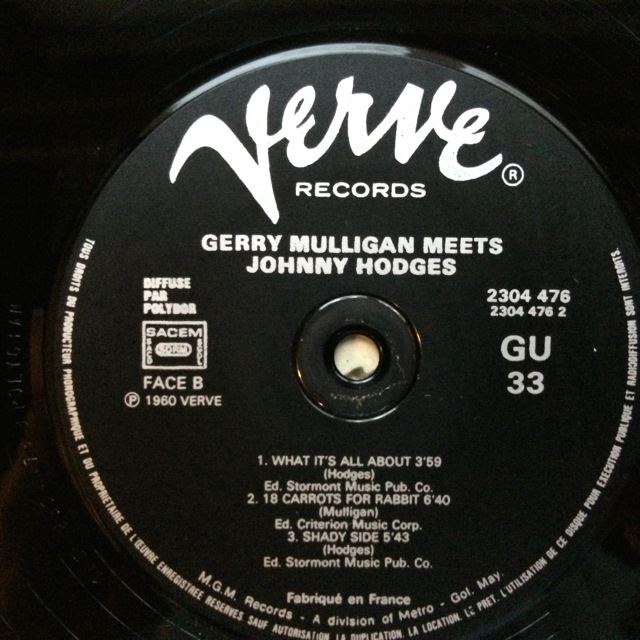 Verve®
RECORDS
GERRY MULLIGAN MEETS
JOHNNY HODGES
DIFFUSE
PAR
POLYDOR
SACEM
SDRM
FACE B
℗ 1960 VERVE
2304 476
2304 476 2
GU
33
1. WHAT IT'S ALL ABOUT 3'59
(Hodges)
Ed. Stormont Music Pub. Co.
2. 18 CARROTS FOR RABBIT 6'40
(Mulligan)
Ed. Criterion Music Corp.
3. SHADY SIDE 5'43
(Hodges)
Ed. Stormont Music Pub. Co.
M.G.M. Records - A division of Metro - Gol. May
Fabriqué en France
TOUS DROITS DU PRODUCTEUR PHONOGRAPHIQUE ET DU PROPRIETAIRE DE L'ŒUVRE ENREGISTREE RESERVES SAUF AUTORISATION. LA DUPLICATION, LA LOCATION, LE PRET, L'UTILISATION DE CE DISQUE POUR EXECUTION PUBLIQUE ET RADIODIFFUSION SONT INTERDITS.